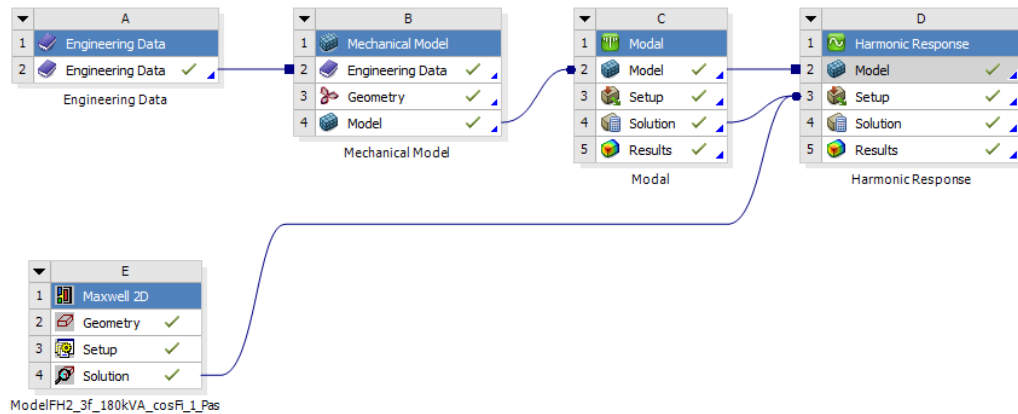 A
1 Engineering Data
2 Engineering Data
Engineering Data
B
1 Mechanical Model
2 Engineering Data
3 Geometry
4 Model
Mechanical Model
C
1 Modal
2 Model
3 Setup
4 Solution
5 Results
Modal
D
1 Harmonic Response
2 Model
3 Setup
4 Solution
5 Results
Harmonic Response
E
1 Maxwell 2D
2 Geometry
3 Setup
4 Solution
ModelFH2_3f_180kVA_cosFi_1_Pas